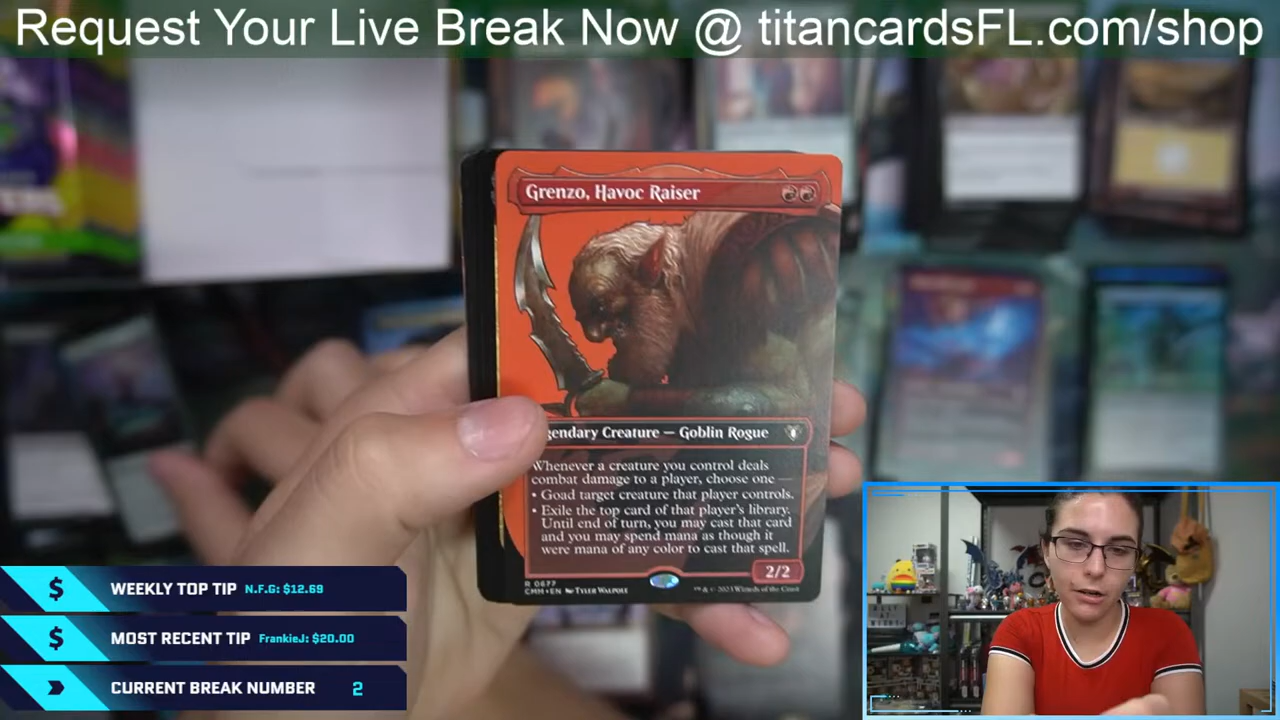 Request Your Live Break Now @ titancardsFL.com/shop
Grenzo, Havoc Raiser
gendary Creature — Goblin Rogue
Whenever a creature you control deals
combat damage to a player, choose one —
• Goad target creature that player controls.
• Exile the top card of that player's library.
Until end of turn, you may cast that card
and you may spend mana as though it
were mana of any color to cast that spell.
2/2
R 0677
CMM • EN Tyler Walpole
™ & © 2023 Wizards of the Coast
WEEKLY TOP TIP N.F.G: $12.69
MOST RECENT TIP FrankieJ: $20.00
CURRENT BREAK NUMBER 2